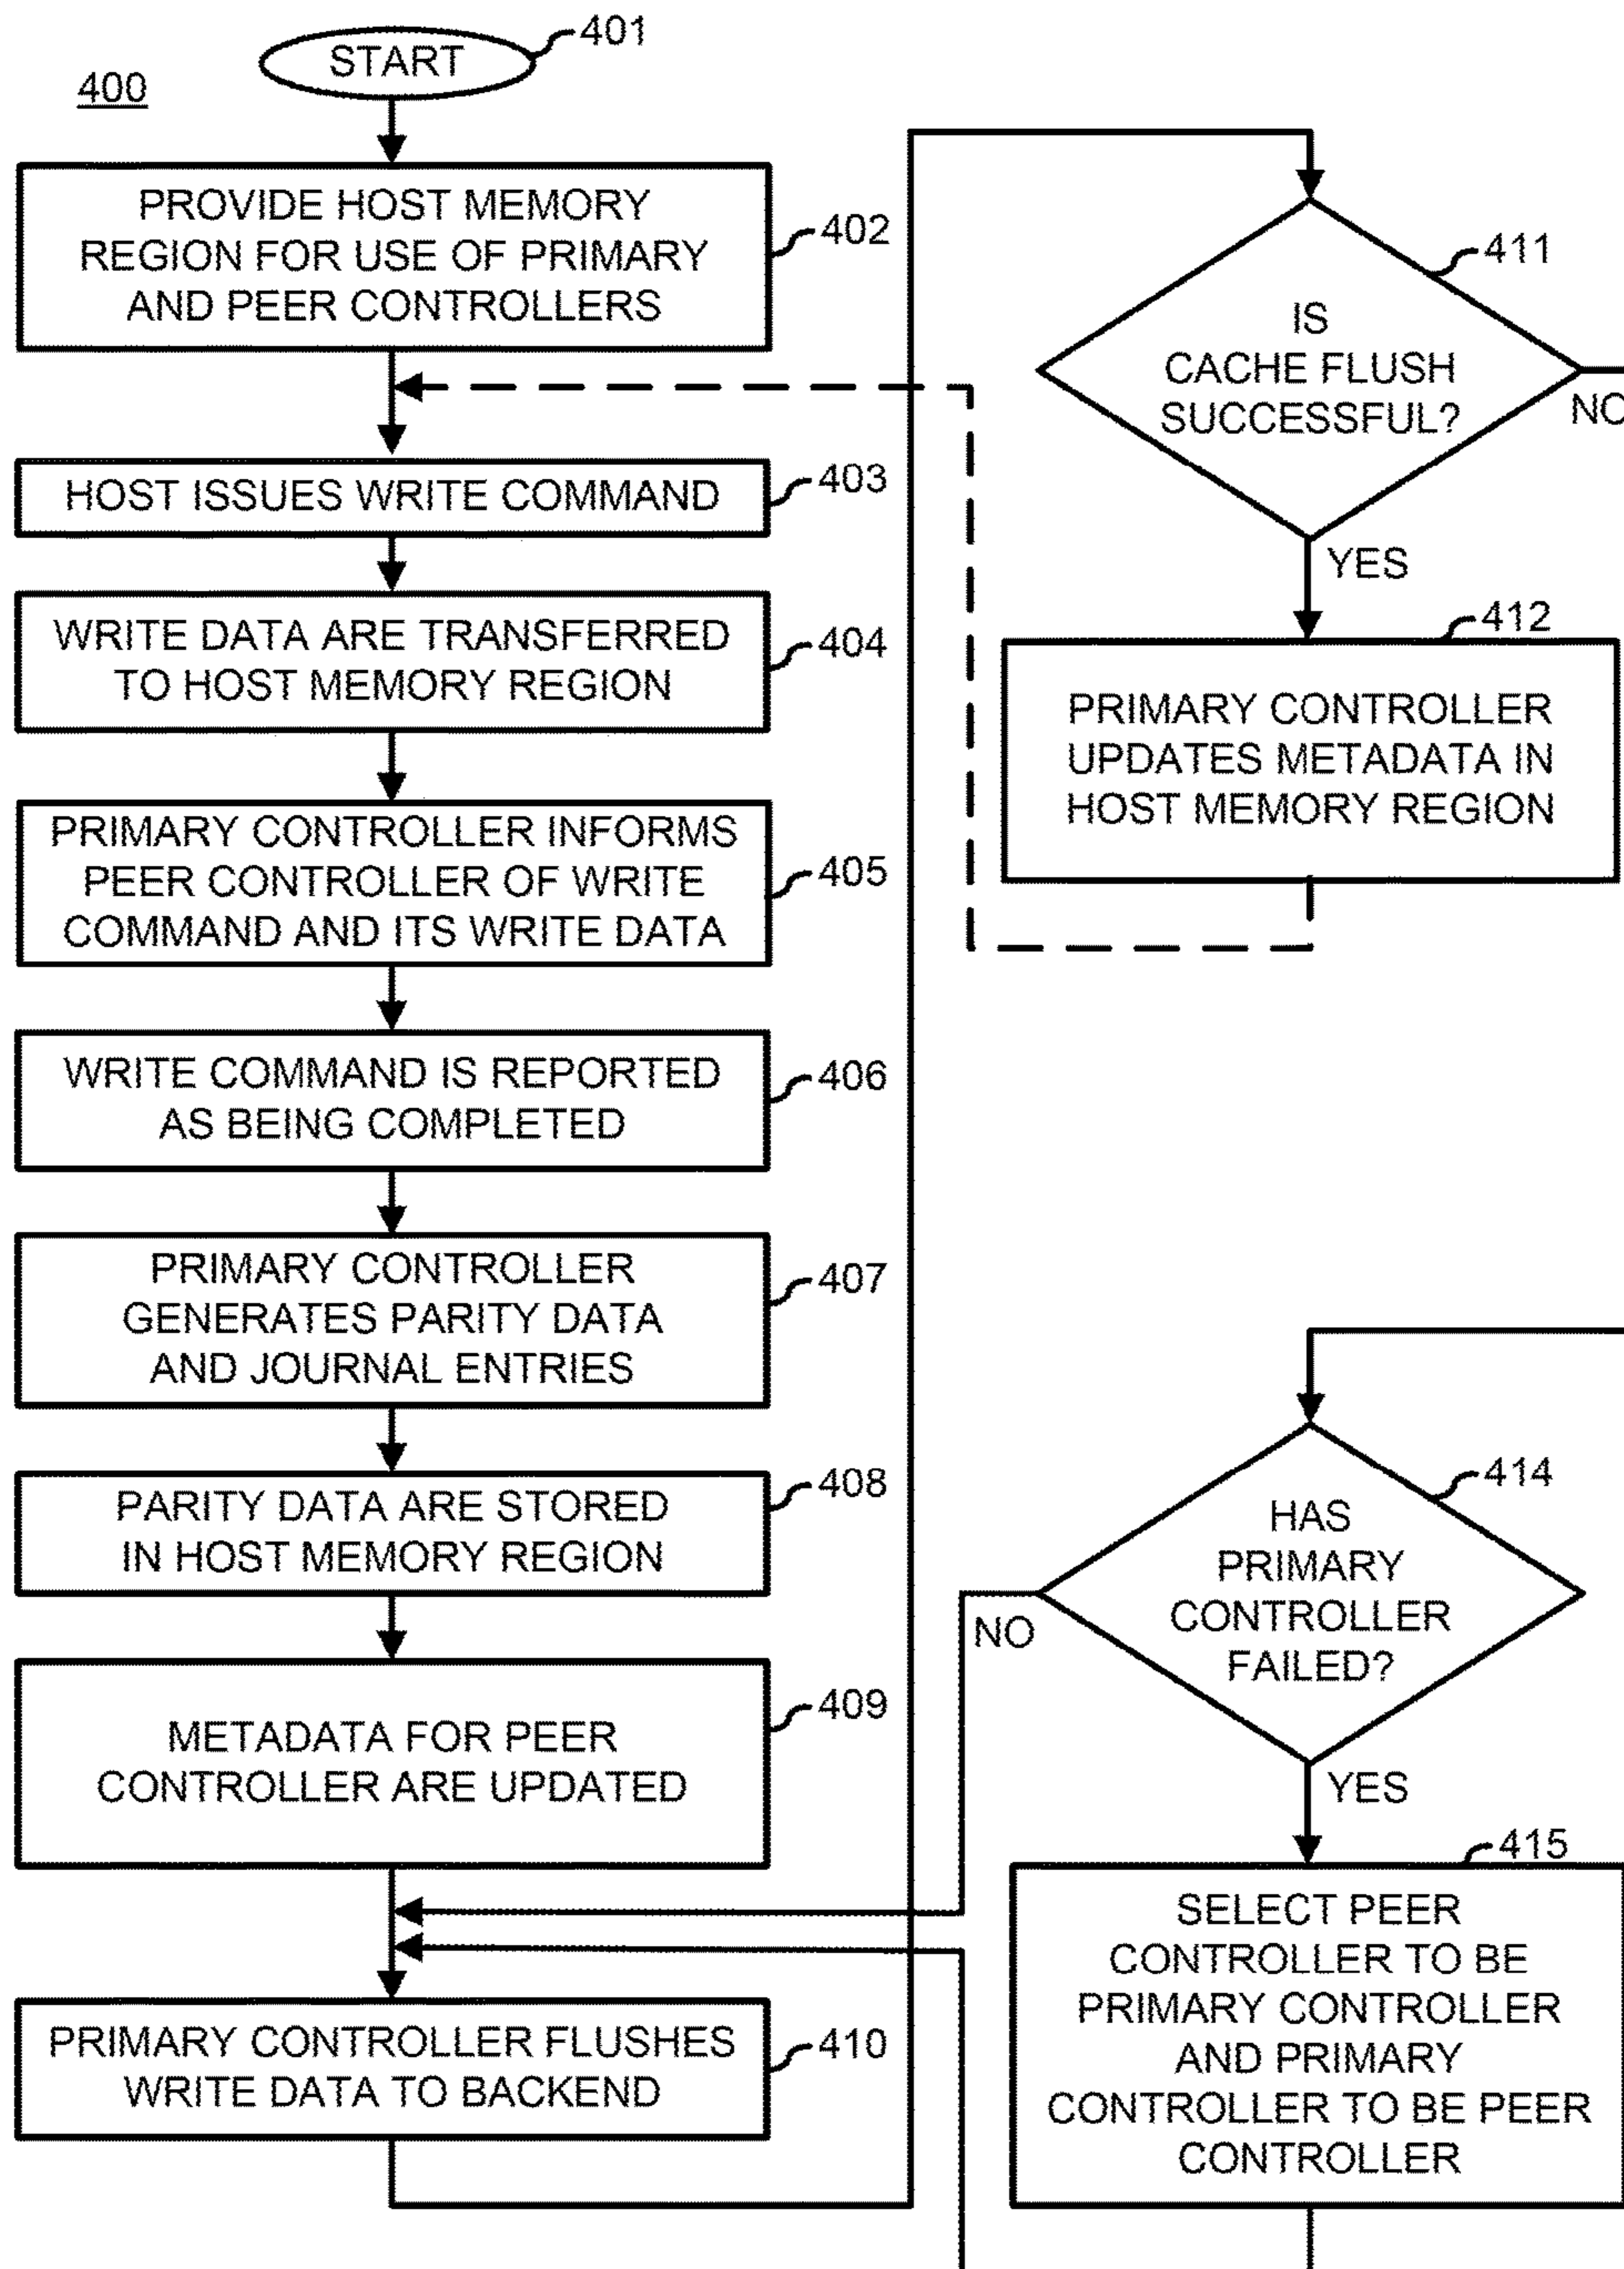 400
START
401
PROVIDE HOST MEMORY
REGION FOR USE OF PRIMARY
AND PEER CONTROLLERS
402
HOST ISSUES WRITE COMMAND
403
WRITE DATA ARE TRANSFERRED
TO HOST MEMORY REGION
404
PRIMARY CONTROLLER INFORMS
PEER CONTROLLER OF WRITE
COMMAND AND ITS WRITE DATA
405
WRITE COMMAND IS REPORTED
AS BEING COMPLETED
406
PRIMARY CONTROLLER
GENERATES PARITY DATA
AND JOURNAL ENTRIES
407
PARITY DATA ARE STORED
IN HOST MEMORY REGION
408
METADATA FOR PEER
CONTROLLER ARE UPDATED
409
PRIMARY CONTROLLER FLUSHES
WRITE DATA TO BACKEND
410
411
IS
CACHE FLUSH
SUCCESSFUL?
NO
YES
412
PRIMARY CONTROLLER
UPDATES METADATA IN
HOST MEMORY REGION
414
HAS
PRIMARY
CONTROLLER
FAILED?
NO
YES
415
SELECT PEER
CONTROLLER TO BE
PRIMARY CONTROLLER
AND PRIMARY
CONTROLLER TO BE PEER
CONTROLLER